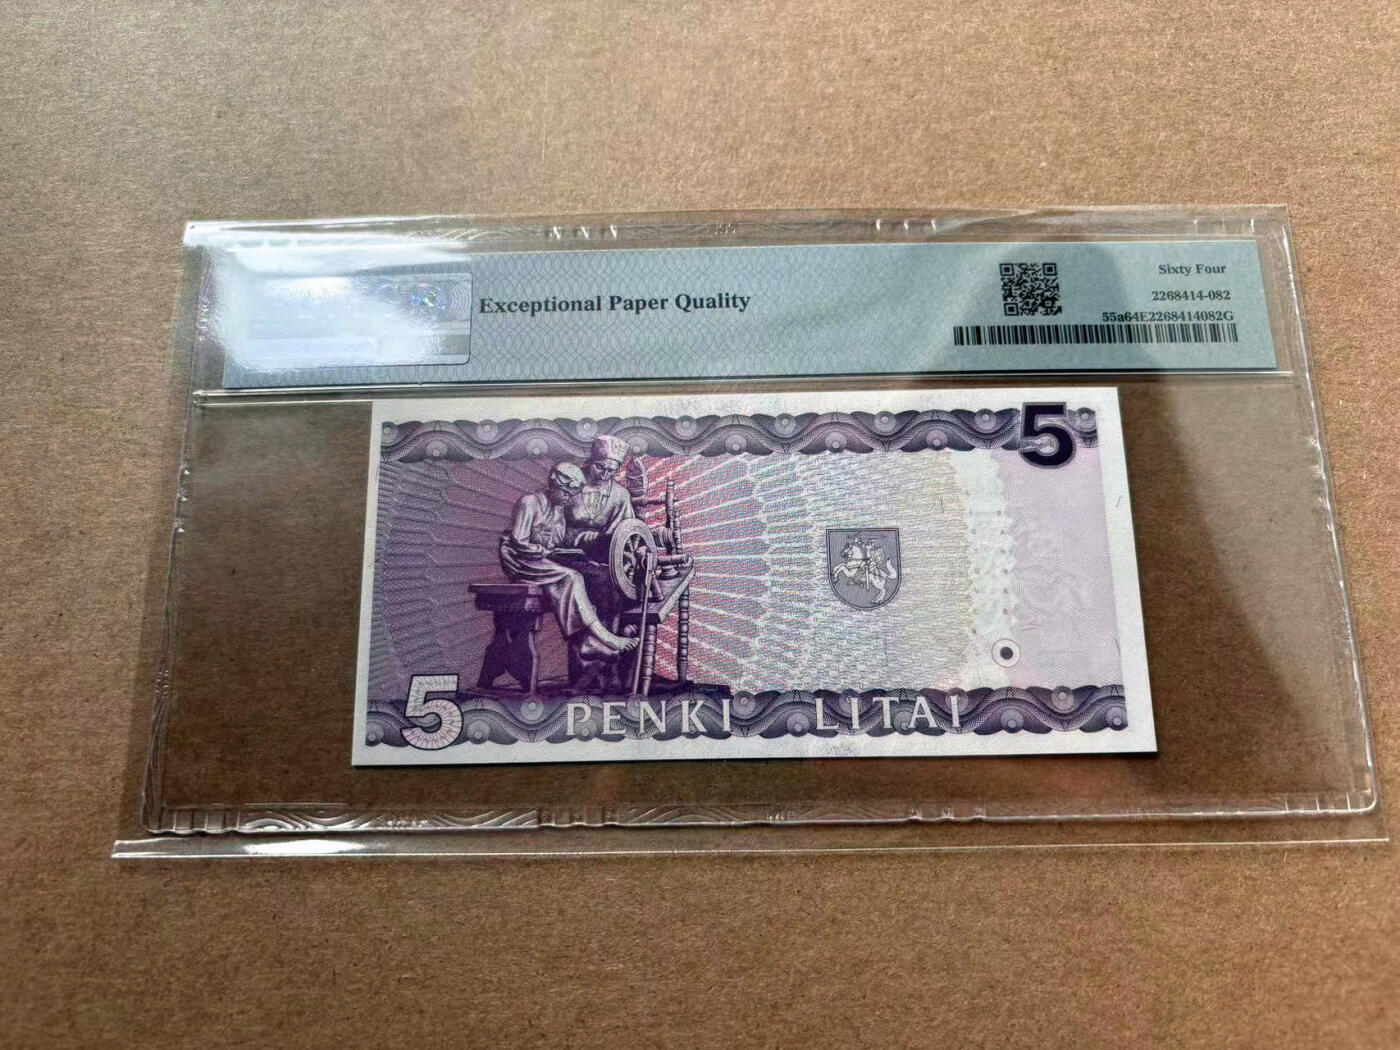 Exceptional Paper Quality
Sixty Four
2268414-082
55a64E2268414082G
5
5
PENKI LITAI